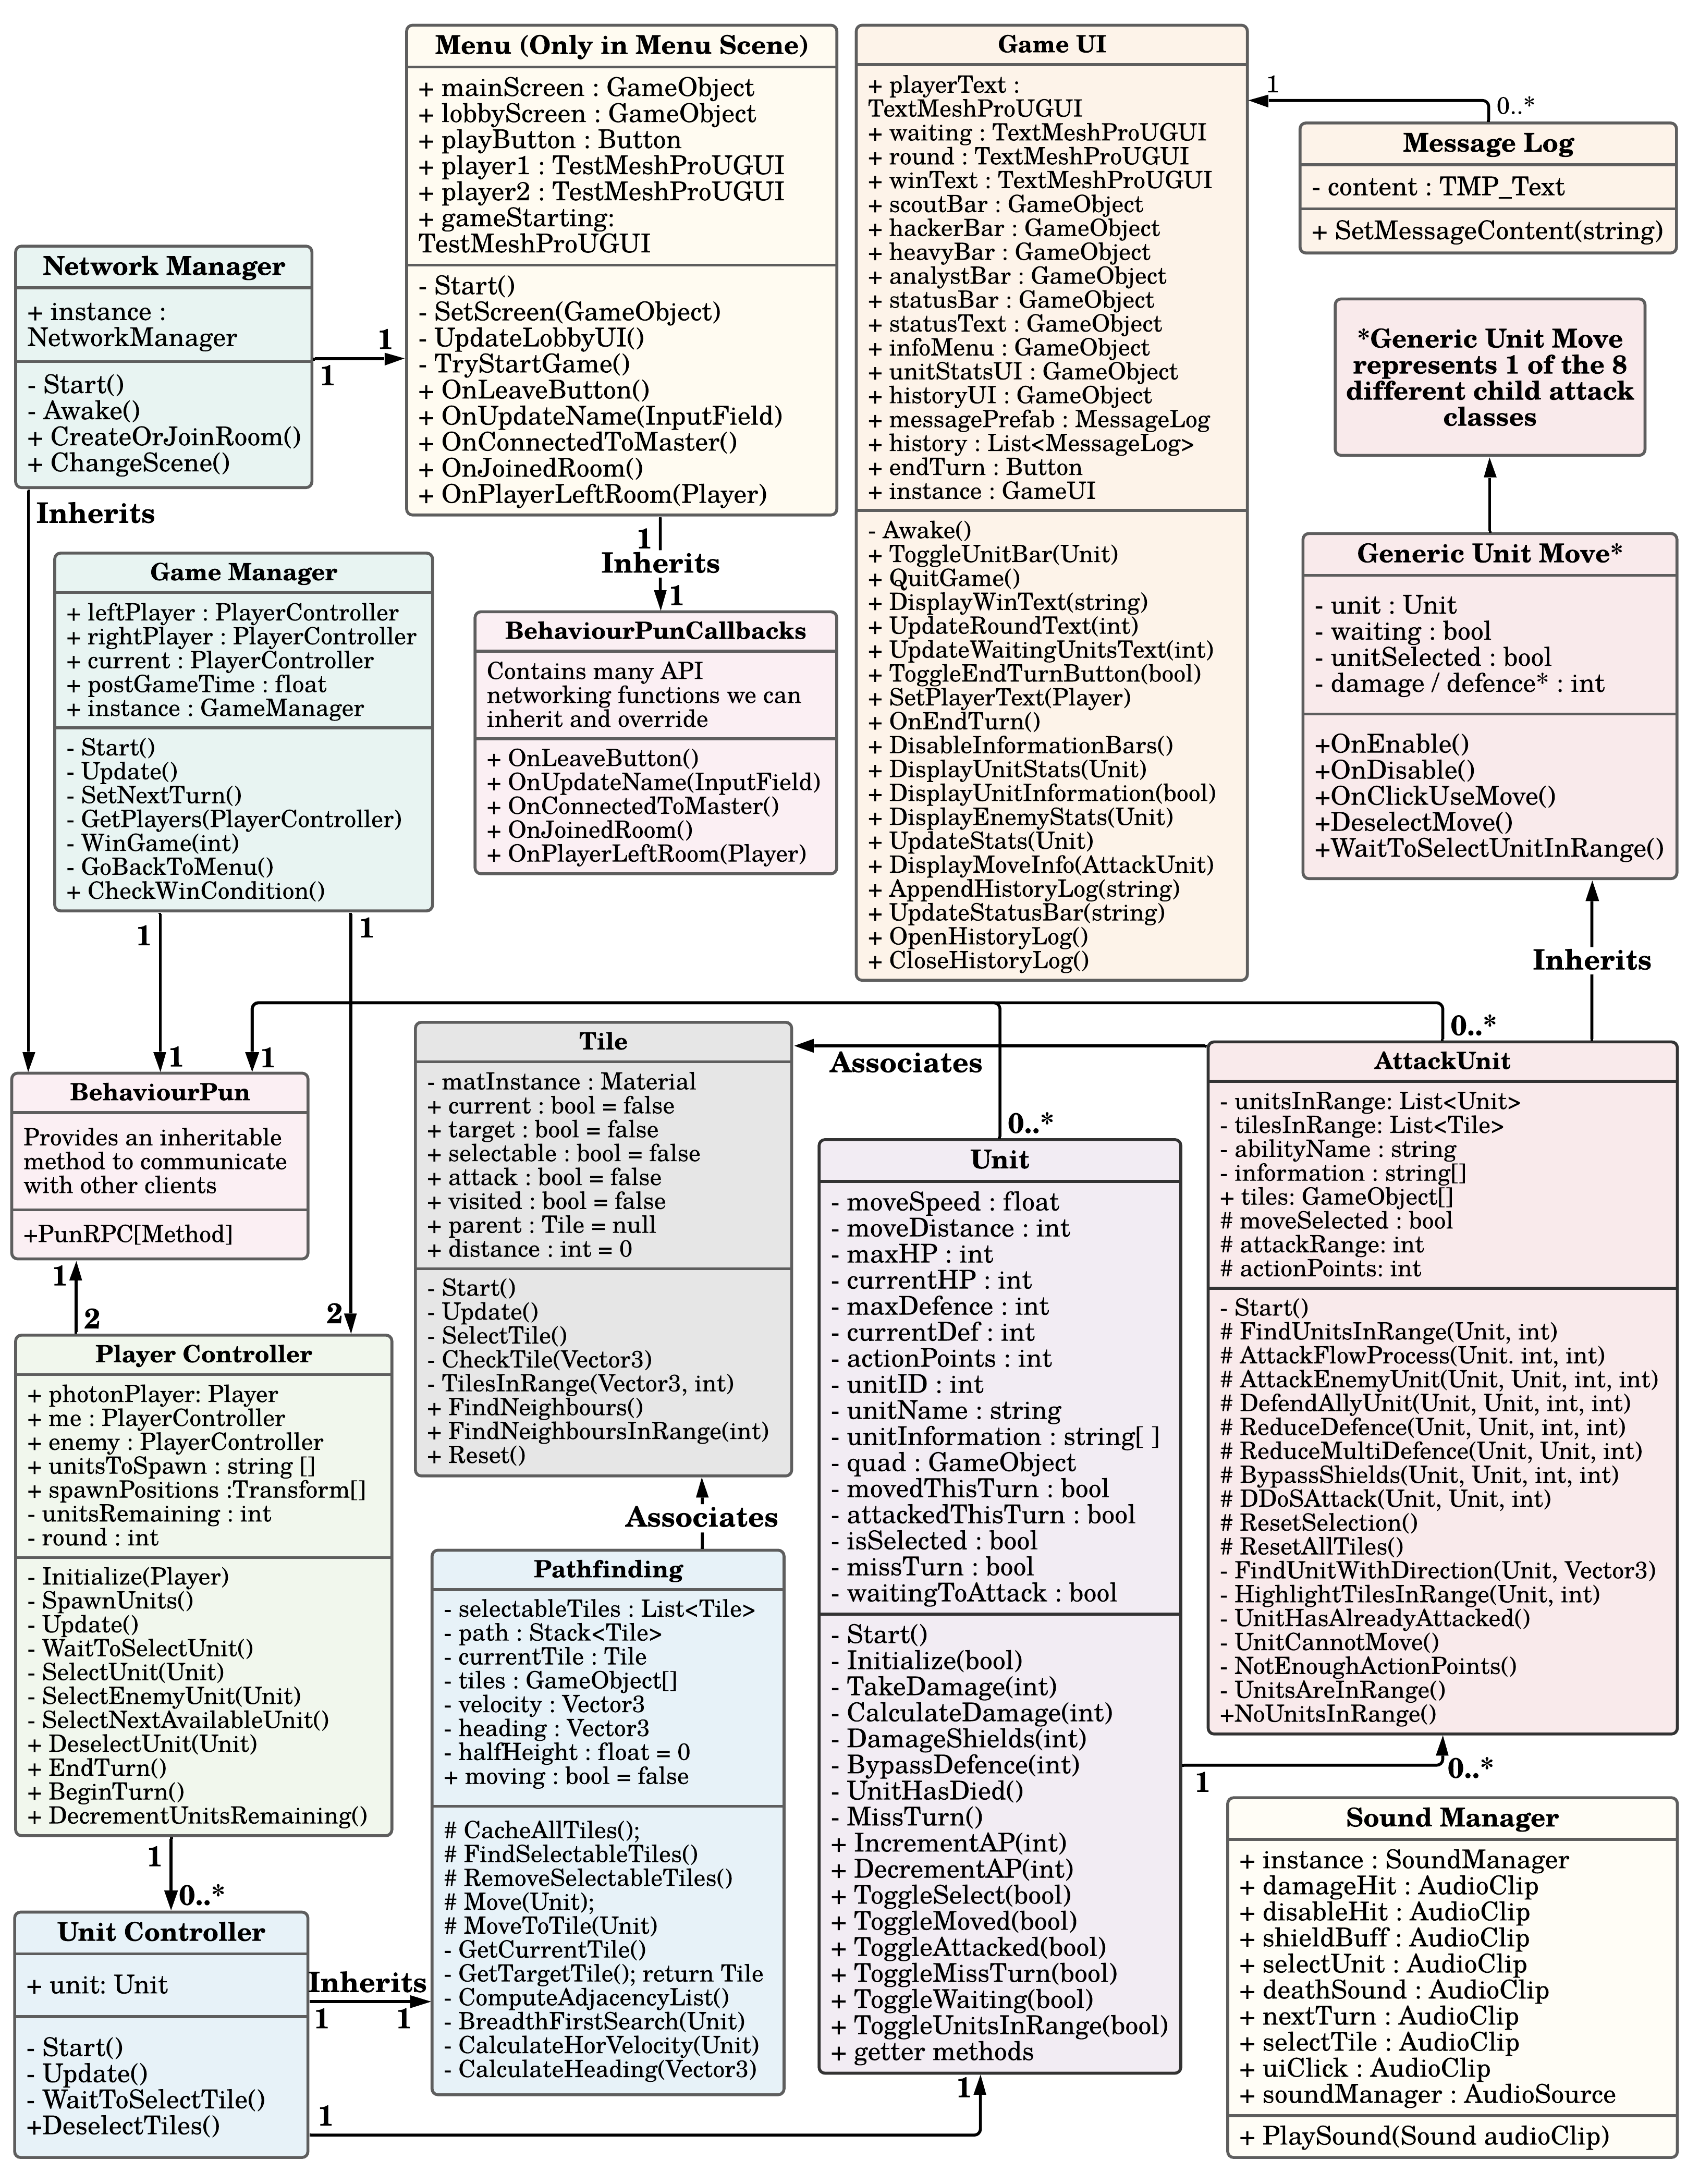 Menu (Only in Menu Scene)
+ mainScreen : GameObject
+ lobbyScreen : GameObject
+ playButton : Button
+ player1 : TestMeshProUGUI
+ player2 : TestMeshProUGUI
+ gameStarting:
TestMeshProUGUI
- Start()
- SetScreen(GameObject)
- UpdateLobbyUI()
- TryStartGame()
+ OnLeaveButton()
+ OnUpdateName(InputField)
+ OnConnectedToMaster()
+ OnJoinedRoom()
+ OnPlayerLeftRoom(Player)
Game UI
+ playerText :
TextMeshProUGUI
+ waiting : TextMeshProUGUI
+ round : TextMeshProUGUI
+ winText : TextMeshProUGUI
+ scoutBar : GameObject
+ hackerBar : GameObject
+ heavyBar : GameObject
+ analystBar : GameObject
+ statusBar : GameObject
+ statusText : GameObject
+ infoMenu : GameObject
+ unitStatsUI : GameObject
+ historyUI : GameObject
+ messagePrefab : MessageLog
+ history : List<MessageLog>
+ endTurn : Button
+ instance : GameUI
- Awake()
+ ToggleUnitBar(Unit)
+ QuitGame()
+ DisplayWinText(string)
+ UpdateRoundText(int)
+ UpdateWaitingUnitsText(int)
+ ToggleEndTurnButton(bool)
+ SetPlayerText(Player)
+ OnEndTurn()
+ DisableInformationBars()
+ DisplayUnitStats(Unit)
+ DisplayUnitInformation(bool)
+ DisplayEnemyStats(Unit)
+ UpdateStats(Unit)
+ DisplayMoveInfo(AttackUnit)
+ AppendHistoryLog(string)
+ UpdateStatusBar(string)
+ OpenHistoryLog()
+ CloseHistoryLog()
1
0..*
Message Log
- content : TMP_Text
+ SetMessageContent(string)
Network Manager
+ instance :
NetworkManager
- Start()
- Awake()
+ CreateOrJoinRoom()
+ ChangeScene()
1
1
Inherits
*Generic Unit Move
represents 1 of the 8
different child attack
classes
Generic Unit Move*
- unit : Unit
- waiting : bool
- unitSelected : bool
- damage / defence* : int
+OnEnable()
+OnDisable()
+OnClickUseMove()
+DeselectMove()
+WaitToSelectUnitInRange()
Inherits
Game Manager
+ leftPlayer : PlayerController
+ rightPlayer : PlayerController
+ current : PlayerController
+ postGameTime : float
+ instance : GameManager
- Start()
- Update()
- SetNextTurn()
- GetPlayers(PlayerController)
- WinGame(int)
- GoBackToMenu()
+ CheckWinCondition()
1
1
1
Inherits
1
BehaviourPunCallbacks
Contains many API
networking functions we can
inherit and override
+ OnLeaveButton()
+ OnUpdateName(InputField)
+ OnConnectedToMaster()
+ OnJoinedRoom()
+ OnPlayerLeftRoom(Player)
1
1
BehaviourPun
Provides an inheritable
method to communicate
with other clients
+PunRPC[Method]
1
2
2
Tile
- matInstance : Material
+ current : bool = false
+ target : bool = false
+ selectable : bool = false
+ attack : bool = false
+ visited : bool = false
+ parent : Tile = null
+ distance : int = 0
- Start()
- Update()
- SelectTile()
- CheckTile(Vector3)
- TilesInRange(Vector3, int)
+ FindNeighbours()
+ FindNeighboursInRange(int)
+ Reset()
Associates
0..*
0..*
AttackUnit
- unitsInRange: List<Unit>
- tilesInRange: List<Tile>
- abilityName : string
- information : string[]
+ tiles: GameObject[]
# moveSelected : bool
# attackRange: int
# actionPoints: int
- Start()
# FindUnitsInRange(Unit, int)
# AttackFlowProcess(Unit. int, int)
# AttackEnemyUnit(Unit, Unit, int, int)
# DefendAllyUnit(Unit, Unit, int, int)
# ReduceDefence(Unit, Unit, int, int)
# ReduceMultiDefence(Unit, Unit, int)
# BypassShields(Unit, Unit, int, int)
# DDoSAttack(Unit, Unit, int)
# ResetSelection()
# ResetAllTiles()
- FindUnitWithDirection(Unit, Vector3)
- HighlightTilesInRange(Unit, int)
- UnitHasAlreadyAttacked()
- UnitCannotMove()
- NotEnoughActionPoints()
- UnitsAreInRange()
+NoUnitsInRange()
Unit
- moveSpeed : float
- moveDistance : int
- maxHP : int
- currentHP : int
- maxDefence : int
- currentDef : int
- actionPoints : int
- unitID : int
- unitName : string
- unitInformation : string[ ]
- quad : GameObject
- movedThisTurn : bool
- attackedThisTurn : bool
- isSelected : bool
- missTurn : bool
- waitingToAttack : bool
- Start()
- Initialize(bool)
- TakeDamage(int)
- CalculateDamage(int)
- DamageShields(int)
- BypassDefence(int)
- UnitHasDied()
- MissTurn()
+ IncrementAP(int)
+ DecrementAP(int)
+ ToggleSelect(bool)
+ ToggleMoved(bool)
+ ToggleAttacked(bool)
+ ToggleMissTurn(bool)
+ ToggleWaiting(bool)
+ ToggleUnitsInRange(bool)
+ getter methods
1
0..*
Player Controller
+ photonPlayer: Player
+ me : PlayerController
+ enemy : PlayerController
+ unitsToSpawn : string []
+ spawnPositions :Transform[]
- unitsRemaining : int
- round : int
- Initialize(Player)
- SpawnUnits()
- Update()
- WaitToSelectUnit()
- SelectUnit(Unit)
- SelectEnemyUnit(Unit)
- SelectNextAvailableUnit()
+ DeselectUnit(Unit)
+ EndTurn()
+ BeginTurn()
+ DecrementUnitsRemaining()
1
0..*
Associates
Pathfinding
- selectableTiles : List<Tile>
- path : Stack<Tile>
- currentTile : Tile
- tiles : GameObject[]
- velocity : Vector3
- heading : Vector3
- halfHeight : float = 0
+ moving : bool = false
# CacheAllTiles();
# FindSelectableTiles()
# RemoveSelectableTiles()
# Move(Unit);
# MoveToTile(Unit)
- GetCurrentTile()
- GetTargetTile(); return Tile
- ComputeAdjacencyList()
- BreadthFirstSearch(Unit)
- CalculateHorVelocity(Unit)
- CalculateHeading(Vector3)
Unit Controller
+ unit: Unit
- Start()
- Update()
- WaitToSelectTile()
+DeselectTiles()
Inherits
1
1
1
1
Sound Manager
+ instance : SoundManager
+ damageHit : AudioClip
+ disableHit : AudioClip
+ shieldBuff : AudioClip
+ selectUnit : AudioClip
+ deathSound : AudioClip
+ nextTurn : AudioClip
+ selectTile : AudioClip
+ uiClick : AudioClip
+ soundManager : AudioSource
+ PlaySound(Sound audioClip)